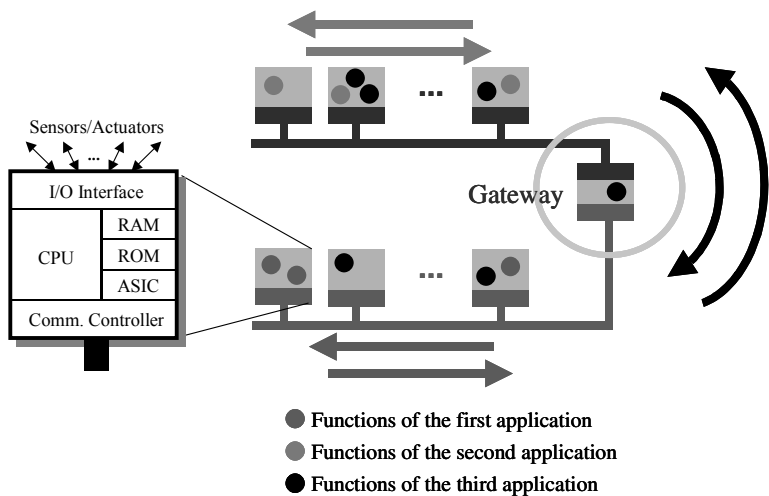 Sensors/Actuators
...
I/O Interface
CPU
RAM
ROM
ASIC
Comm. Controller
...
Gateway
...
Functions of the first application
Functions of the second application
Functions of the third application